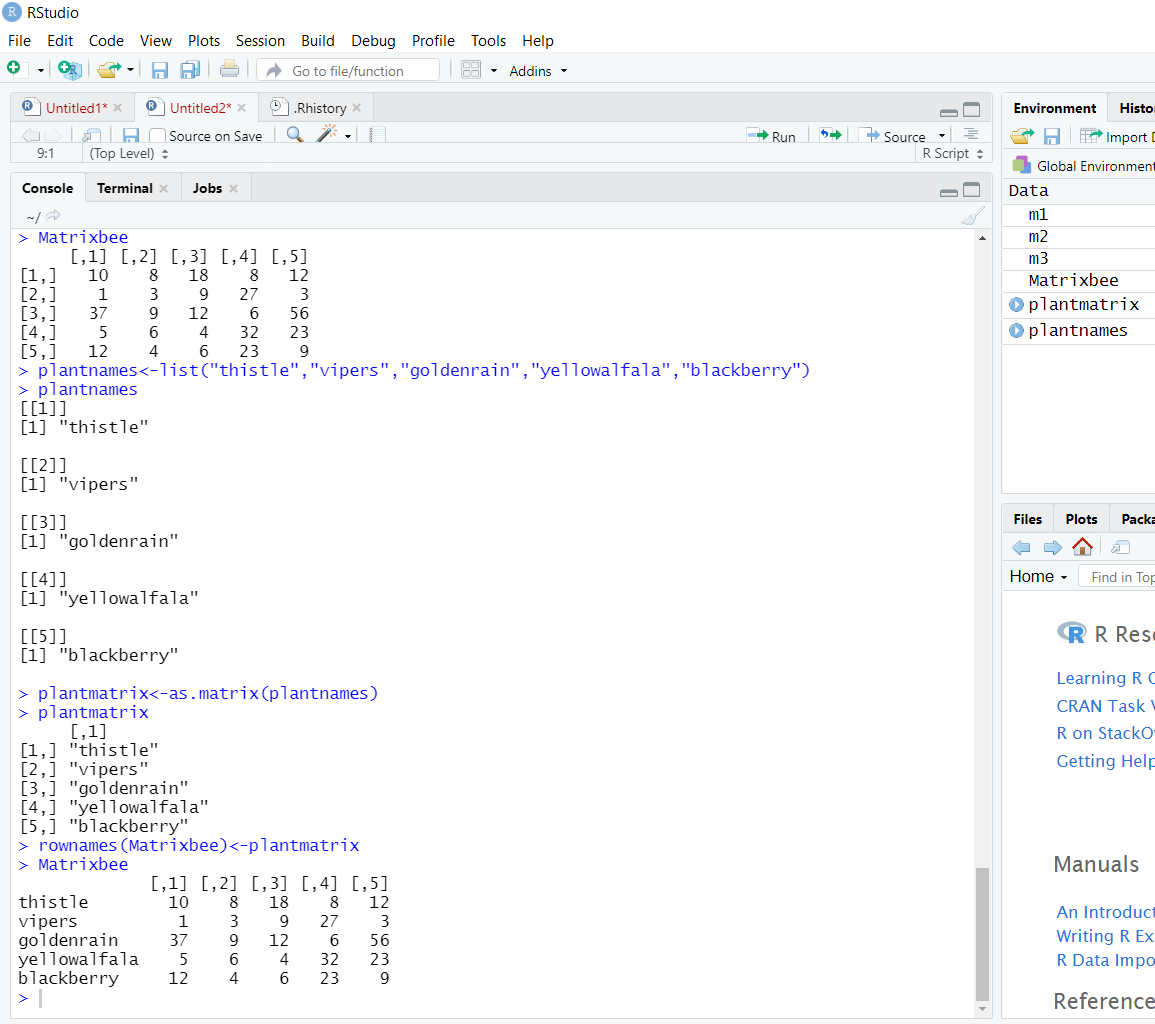 RStudio
File Edit Code View Plots Session Build Debug Profile Tools Help
Go to file/function Addins
Untitled1* Untitled2* .Rhistory
Source on Save Run Source
9:1 (Top Level) R Script
Console Terminal Jobs
~/
> Matrixbee
[,1] [,2] [,3] [,4] [,5]
[1,] 10 8 18 8 12
[2,] 1 3 9 27 3
[3,] 37 9 12 6 56
[4,] 5 6 4 32 23
[5,] 12 4 6 23 9
> plantnames<-list("thistle","vipers","goldenrain","yellowalfala","blackberry")
> plantnames
[[1]]
[1] "thistle"
[[2]]
[1] "vipers"
[[3]]
[1] "goldenrain"
[[4]]
[1] "yellowalfala"
[[5]]
[1] "blackberry"
> plantmatrix<-as.matrix(plantnames)
> plantmatrix
[,1]
[1,] "thistle"
[2,] "vipers"
[3,] "goldenrain"
[4,] "yellowalfala"
[5,] "blackberry"
> rownames(Matrixbee)<-plantmatrix
> Matrixbee
[,1] [,2] [,3] [,4] [,5]
thistle 10 8 18 8 12
vipers 1 3 9 27 3
goldenrain 37 9 12 6 56
yellowalfala 5 6 4 32 23
blackberry 12 4 6 23 9
>
Environment Histo
Import D
Global Environment
Data
m1
m2
m3
Matrixbee
plantmatrix
plantnames
Files Plots Packa
Home Find in Top
R Rese
Learning R O
CRAN Task V
R on StackOv
Getting Help
Manuals
An Introduct
Writing R Ex
R Data Impo
Reference